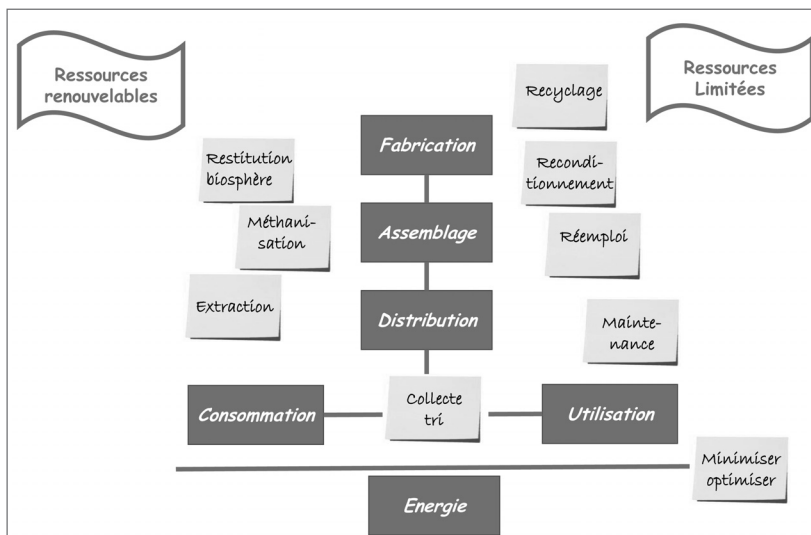 Ressources
renouvelables
Ressources
Limitées
Recyclage
Fabrication
Restitution
biosphère
Recondi-
tionnement
Méthani-
sation
Assemblage
Réemploi
Extraction
Distribution
Mainte-
nance
Consommation
Collecte
tri
Utilisation
Minimiser
optimiser
Energie